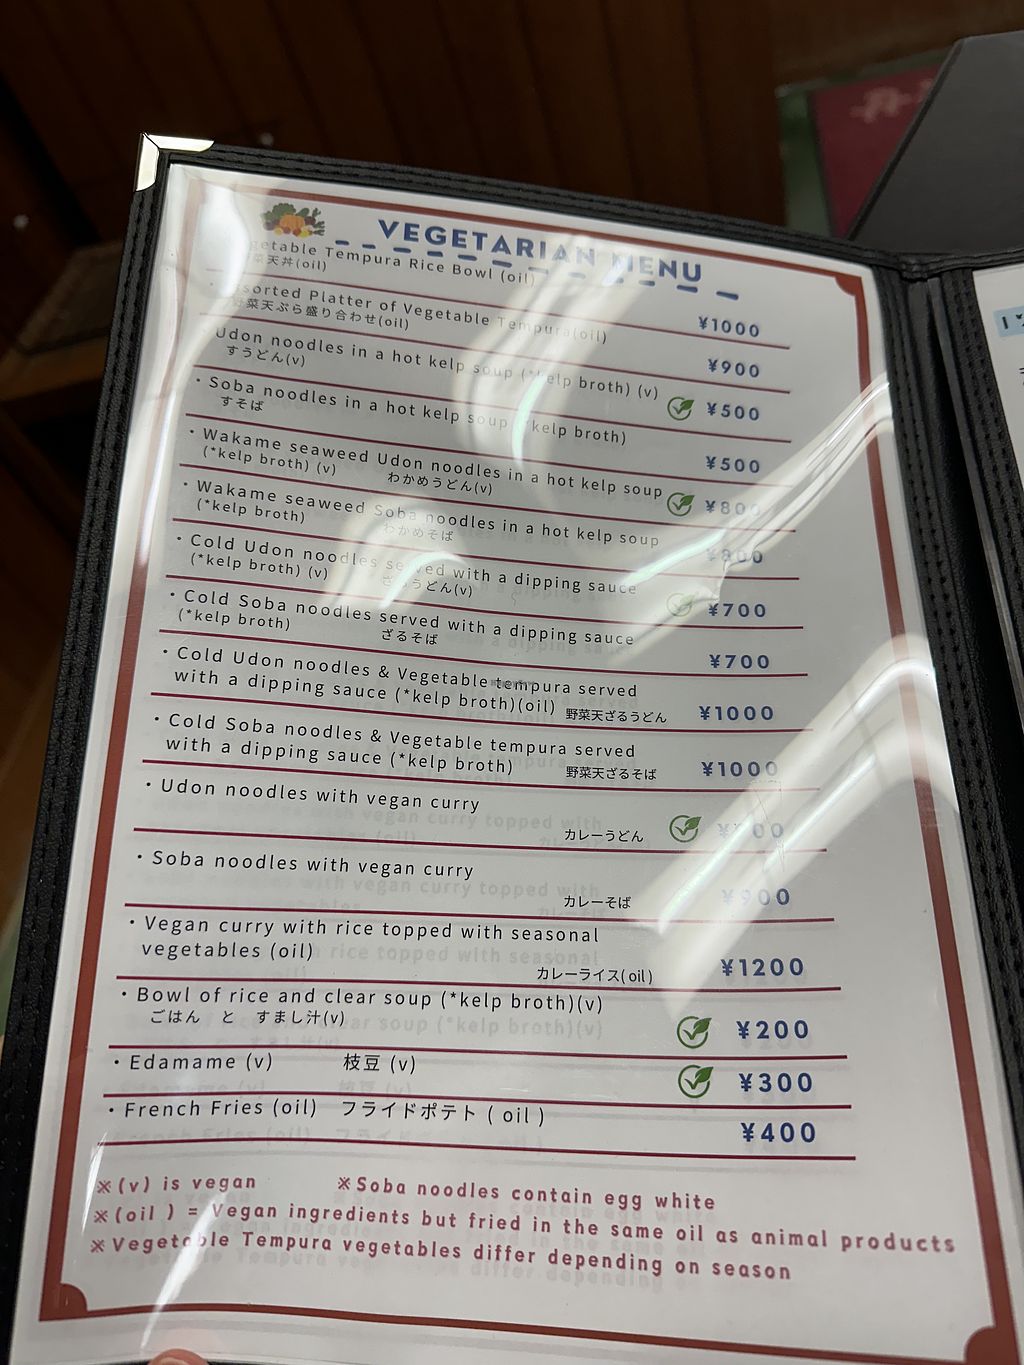 VEGETARIAN MENU
getable Tempura Rice Bowl (oil)
菜天丼(oil)
¥1000
sorted Platter of Vegetable Tempura(oil)
野菜天ぷら盛り合わせ(oil)
¥900
Udon noodles in a hot kelp soup (*kelp broth) (v)
すうどん(v)
¥500
・Soba noodles in a hot kelp soup (*kelp broth)
すそば
¥500
・Wakame seaweed Udon noodles in a hot kelp soup
(*kelp broth) (v) わかめうどん(v)
¥800
・Wakame seaweed Soba noodles in a hot kelp soup
(*kelp broth) わかめそば
¥800
・Cold Udon noodles served with a dipping sauce
(*kelp broth) (v) ざるうどん(v)
¥700
・Cold Soba noodles served with a dipping sauce
(*kelp broth) ざるそば
¥700
・Cold Udon noodles & Vegetable tempura served
with a dipping sauce (*kelp broth)(oil) 野菜天ざるうどん ¥1000
・Cold Soba noodles & Vegetable tempura served
with a dipping sauce (*kelp broth) 野菜天ざるそば ¥1000
・Udon noodles with vegan curry
カレーうどん
・Soba noodles with vegan curry
カレーそば ¥900
・Vegan curry with rice topped with seasonal
vegetables (oil)
カレーライス(oil) ¥1200
・Bowl of rice and clear soup (*kelp broth)(v)
ごはん と すまし汁(v)
¥200
・Edamame (v) 枝豆 (v)
¥300
・French Fries (oil) フライドポテト ( oil )
¥400
※(v) is vegan ※Soba noodles contain egg white
※(oil ) = Vegan ingredients but fried in the same oil as animal products
※Vegetable Tempura vegetables differ depending on season